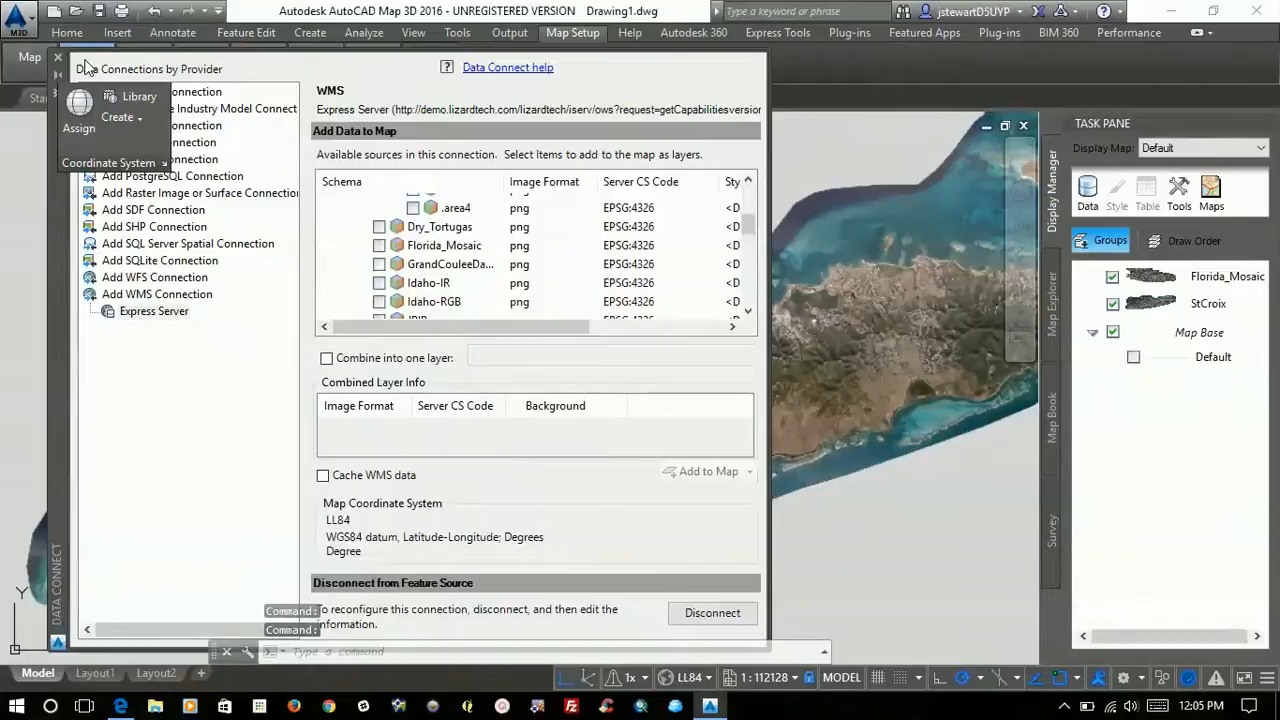 Autodesk AutoCAD Map 3D 2016 - UNREGISTERED VERSION Drawing1.dwg
Type a keyword or phrase
jstewartD5UYP
M3D
Home Insert Annotate Feature Edit Create Analyze View Tools Output Map Setup Help Autodesk 360 Plug-ins Featured Apps Plug-ins BIM 360 Performance
Map
Data Connections by Provider
Library
Create
Assign
Coordinate System
onnection
e Industry Model Connect
onnection
nnection
onnection
Add PostgreSQL Connection
Add Raster Image or Surface Connectio
Add SDF Connection
Add SHP Connection
Add SQL Server Spatial Connection
Add SQLite Connection
Add WFS Connection
Add WMS Connection
Express Server
DATA CONNECT
Data Connect help
WMS
Express Server (http://demo.lizardtech.com/lizardtech/iserv/ows?request=getCapabilitiesversion
Add Data to Map
Available sources in this connection. Select Items to add to the map as layers.
Schema Image Format Server CS Code Sty
.area4 png EPSG:4326 <D
Dry_Tortugas png EPSG:4326 <D
Florida_Mosaic png EPSG:4326 <D
GrandCouleeDa... png EPSG:4326 <D
Idaho-IR png EPSG:4326 <D
Idaho-RGB png EPSG:4326 <D
Combine into one layer:
Combined Layer Info
Image Format Server CS Code Background
Cache WMS data
Add to Map
Map Coordinate System
LL84
WGS84 datum, Latitude-Longitude; Degrees
Degree
Disconnect from Feature Source
To reconfigure this connection, disconnect, and then edit the
information.
Disconnect
Command:
Command:
Type a command
Y
TASK PANE
Display Map: Default
Data Style Table Tools Maps
Groups Draw Order
Florida_Mosaic
StCroix
Map Base
Default
Display Manager
Map Explorer
Map Book
Survey
Model Layout1 Layout2
1x LL84 1 : 112128 MODEL
12:05 PM